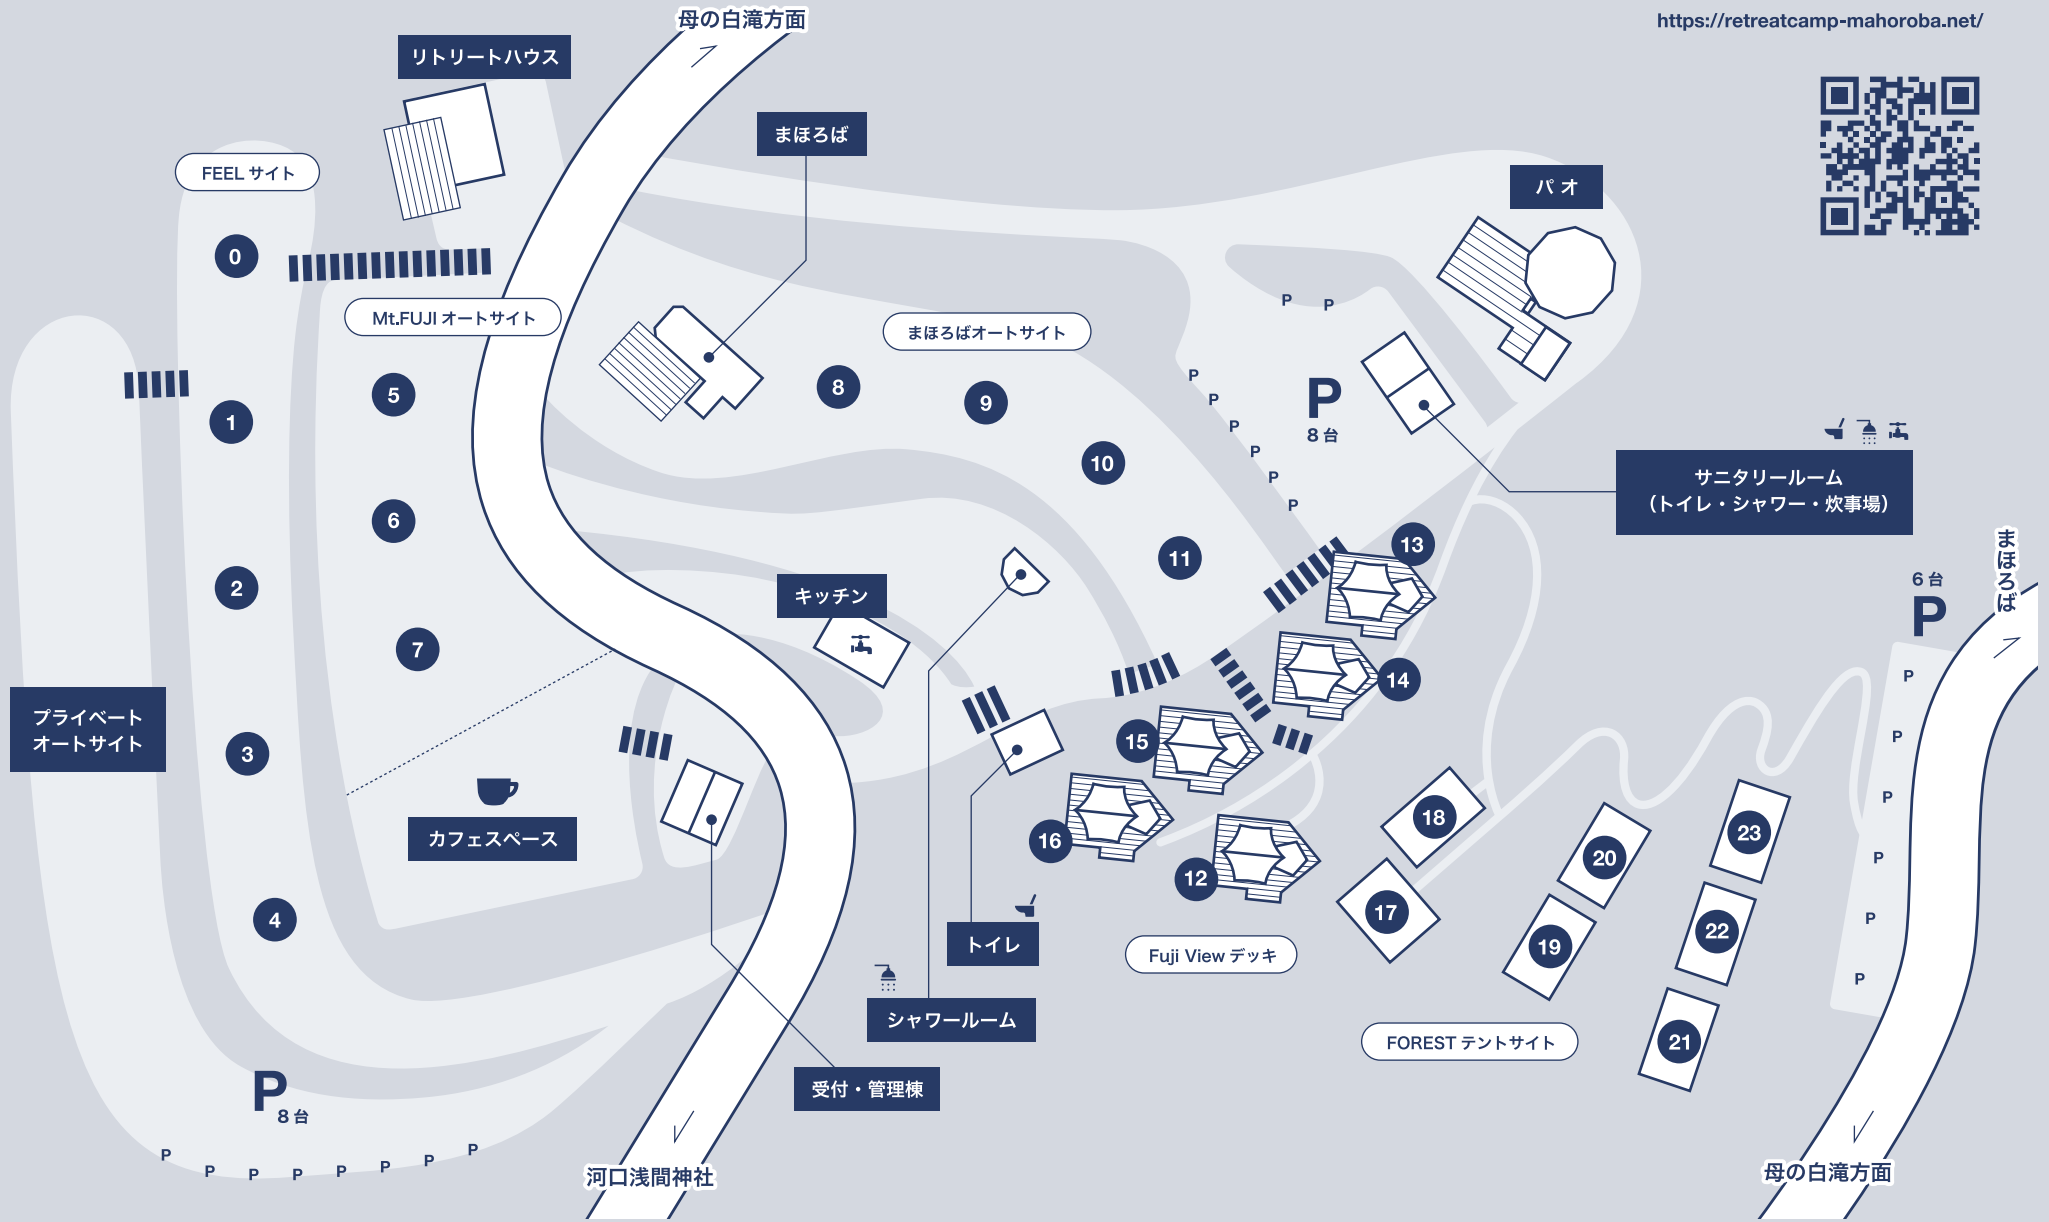 母の白滝方面
https://retreatcamp-mahoroba.net/
リトリートハウス
まほろば
FEEL サイト
パ オ
0
Mt.FUJI オートサイト
まほろばオートサイト
P
P
P
P
P
P
P
P
P
8 台
5
8
9
1
10
サニタリールーム
（トイレ・シャワー・炊事場）
6
11
13
まほろば
6 台
P
キッチン
2
7
14
プライベート
オートサイト
15
3
カフェスペース
16
12
18
17
20
19
23
22
21
P
P
P
P
P
P
4
トイレ
Fuji View デッキ
シャワールーム
FOREST テントサイト
受付・管理棟
P
8 台
P
P
P
P
P
P
P
P
河口浅間神社
母の白滝方面